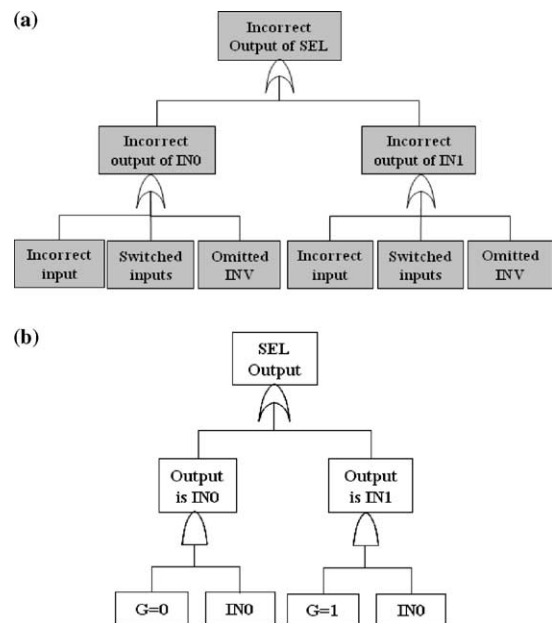 (a)
Incorrect
Output of SEL
Incorrect
output of IN0
Incorrect
output of IN1
Incorrect
input
Switched
inputs
Omitted
INV
Incorrect
input
Switched
inputs
Omitted
INV
(b)
SEL
Output
Output
is IN0
Output
is IN1
G=0
IN0
G=1
IN0